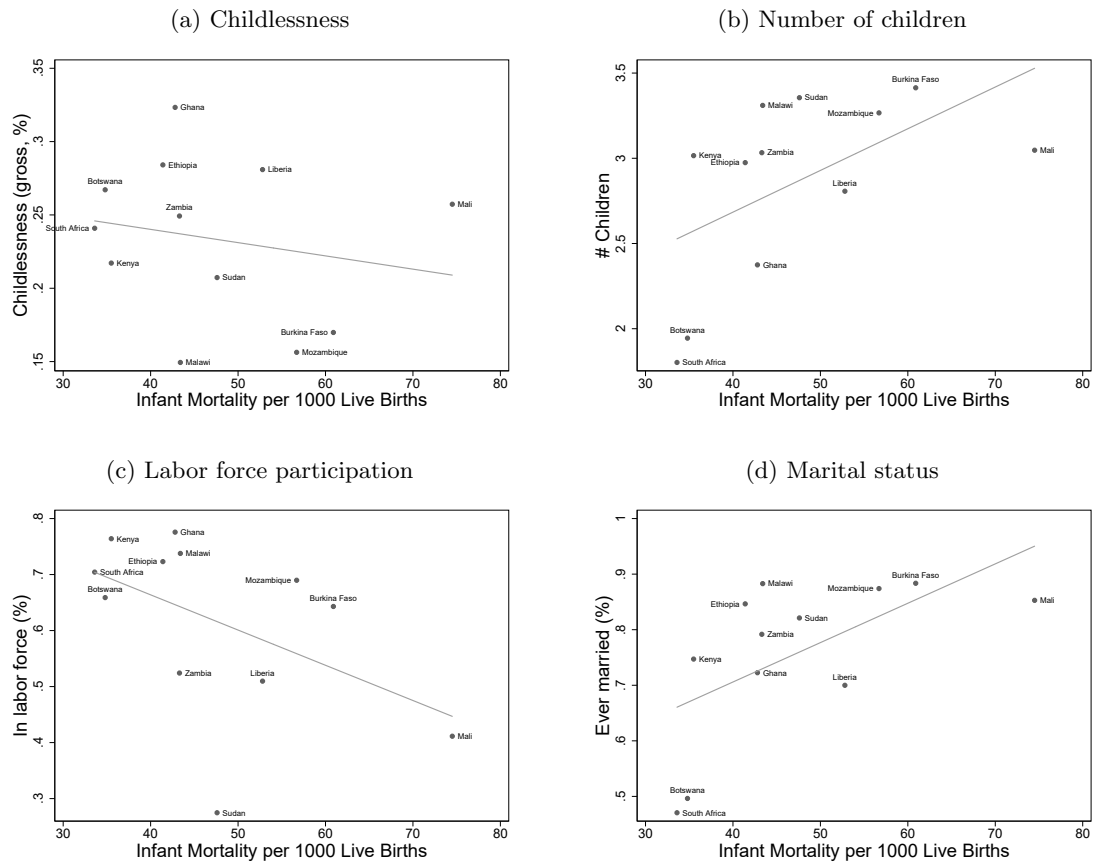 (a) Childlessness
Childlessness (gross, %)
.35
.3
.25
.2
.15
Ghana
Ethiopia
Liberia
Botswana
Mali
Zambia
South Africa
Kenya
Sudan
Burkina Faso
Mozambique
Malawi
30 40 50 60 70 80
Infant Mortality per 1000 Live Births
(b) Number of children
# Children
3.5
3
2.5
2
Burkina Faso
Sudan
Malawi
Mozambique
Kenya
Zambia
Mali
Ethiopia
Liberia
Ghana
Botswana
South Africa
30 40 50 60 70 80
Infant Mortality per 1000 Live Births
(c) Labor force participation
In labor force (%)
.8
.7
.6
.5
.4
.3
Ghana
Kenya
Malawi
Ethiopia
South Africa
Mozambique
Botswana
Burkina Faso
Zambia
Liberia
Mali
Sudan
30 40 50 60 70 80
Infant Mortality per 1000 Live Births
(d) Marital status
Ever married (%)
1
.9
.8
.7
.6
.5
Burkina Faso
Malawi
Mozambique
Mali
Ethiopia
Sudan
Zambia
Kenya
Ghana
Liberia
Botswana
South Africa
30 40 50 60 70 80
Infant Mortality per 1000 Live Births